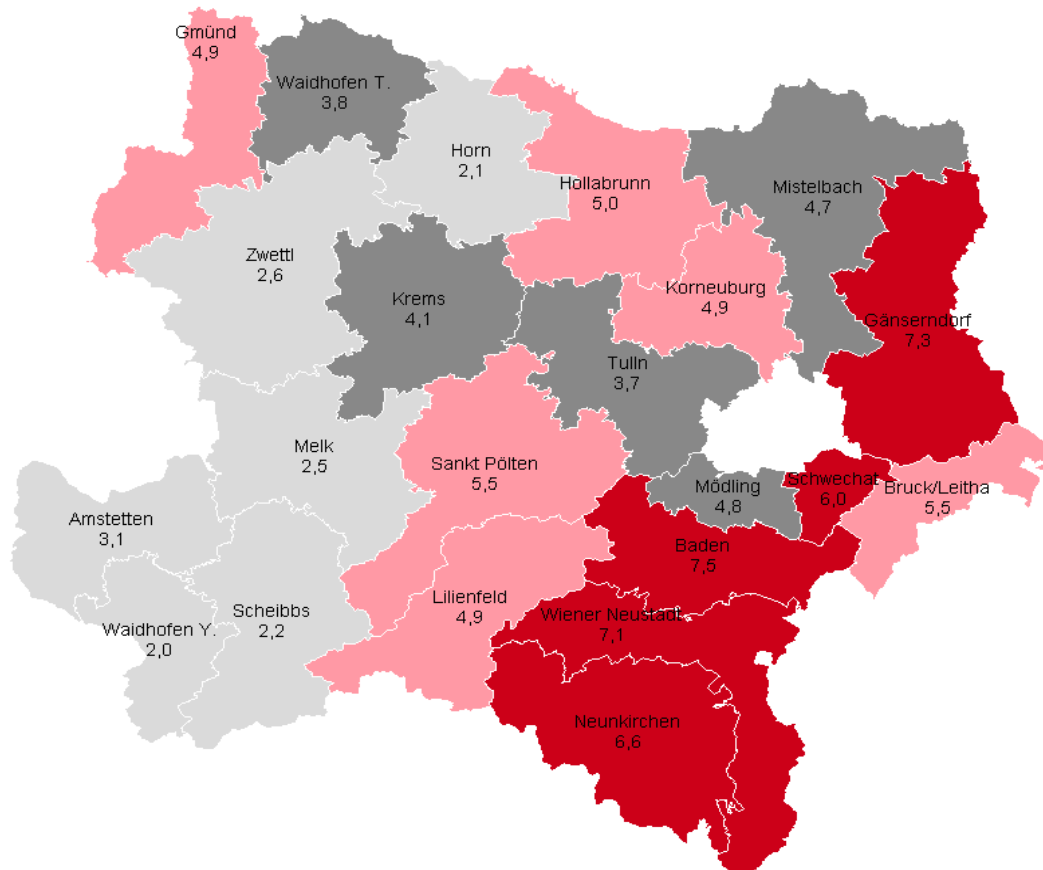 Gmünd
4,9
Waidhofen T.
3,8
Horn
2,1
Hollabrunn
5,0
Mistelbach
4,7
Zwettl
2,6
Krems
4,1
Korneuburg
4,9
Gänserndorf
7,3
Tulln
3,7
Melk
2,5
Sankt Pölten
5,5
Mödling
4,8
Schwechat
6,0
Bruck/Leitha
5,5
Amstetten
3,1
Baden
7,5
Scheibbs
2,2
Lilienfeld
4,9
Wiener Neustadt
7,1
Waidhofen Y.
2,0
Neunkirchen
6,6